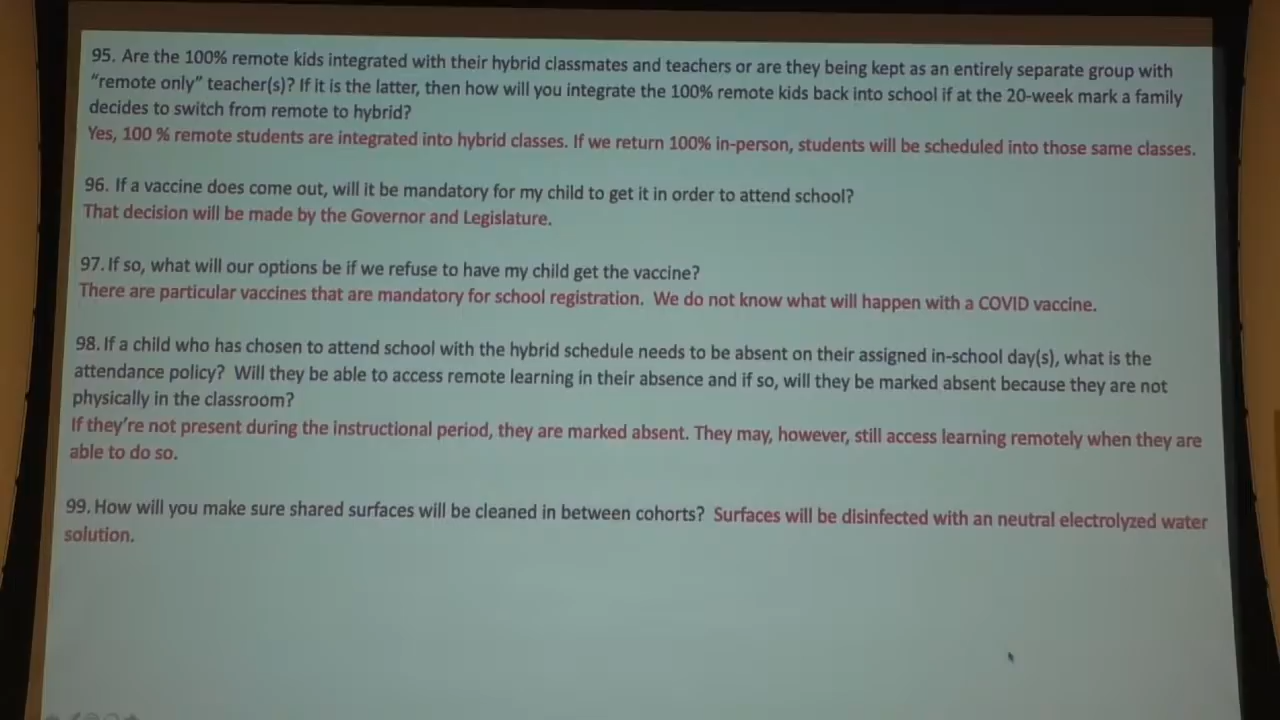 95. Are the 100% remote kids integrated with their hybrid classmates and teachers or are they being kept as an entirely separate group with
“remote only” teacher(s)? If it is the latter, then how will you integrate the 100% remote kids back into school if at the 20-week mark a family
decides to switch from remote to hybrid?
Yes, 100 % remote students are integrated into hybrid classes. If we return 100% in-person, students will be scheduled into those same classes.
96. If a vaccine does come out, will it be mandatory for my child to get it in order to attend school?
That decision will be made by the Governor and Legislature.
97. If so, what will our options be if we refuse to have my child get the vaccine?
There are particular vaccines that are mandatory for school registration. We do not know what will happen with a COVID vaccine.
98. If a child who has chosen to attend school with the hybrid schedule needs to be absent on their assigned in-school day(s), what is the
attendance policy? Will they be able to access remote learning in their absence and if so, will they be marked absent because they are not
physically in the classroom?
If they’re not present during the instructional period, they are marked absent. They may, however, still access learning remotely when they are
able to do so.
99. How will you make sure shared surfaces will be cleaned in between cohorts? Surfaces will be disinfected with an neutral electrolyzed water
solution.